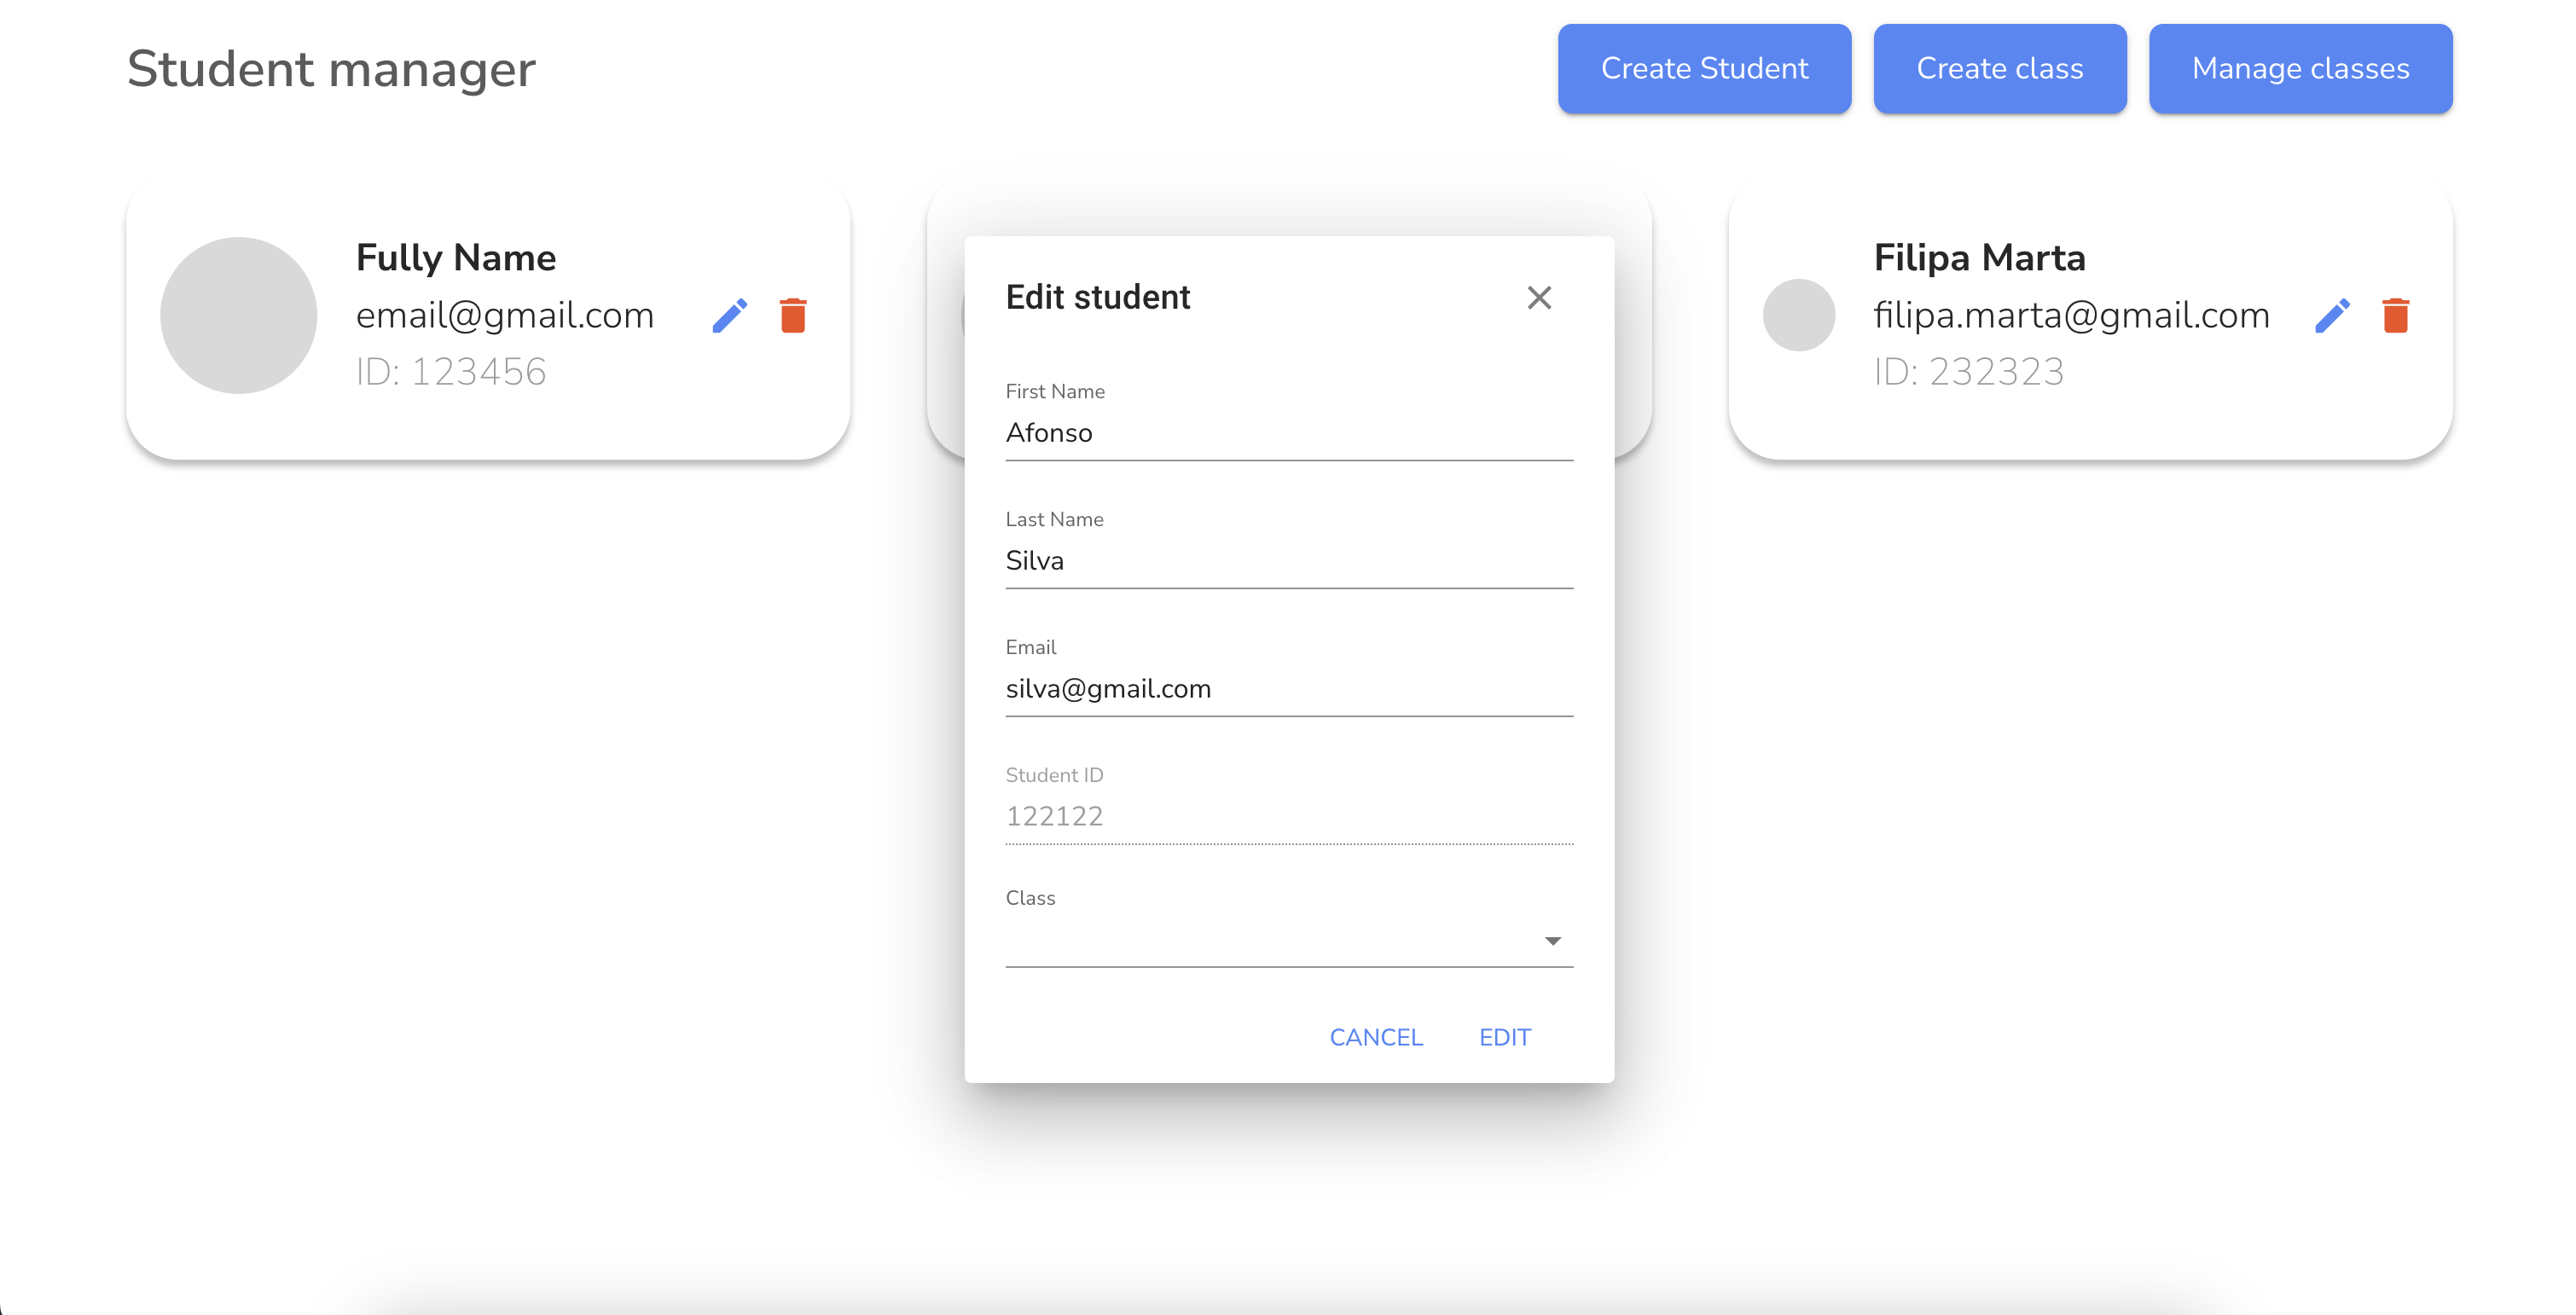 Student manager
Create Student
Create class
Manage classes
Fully Name
email@gmail.com
ID: 123456
Filipa Marta
filipa.marta@gmail.com
ID: 232323
Edit student
First Name
Afonso
Last Name
Silva
Email
silva@gmail.com
Student ID
122122
Class
CANCEL
EDIT